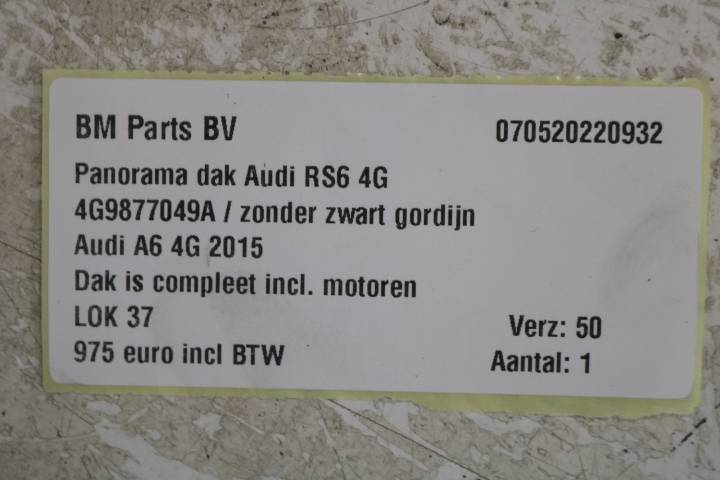 BM Parts BV 070520220932
Panorama dak Audi RS6 4G
4G9877049A / zonder zwart gordijn
Audi A6 4G 2015
Dak is compleet incl. motoren
LOK 37 Verz: 50
975 euro incl BTW Aantal: 1